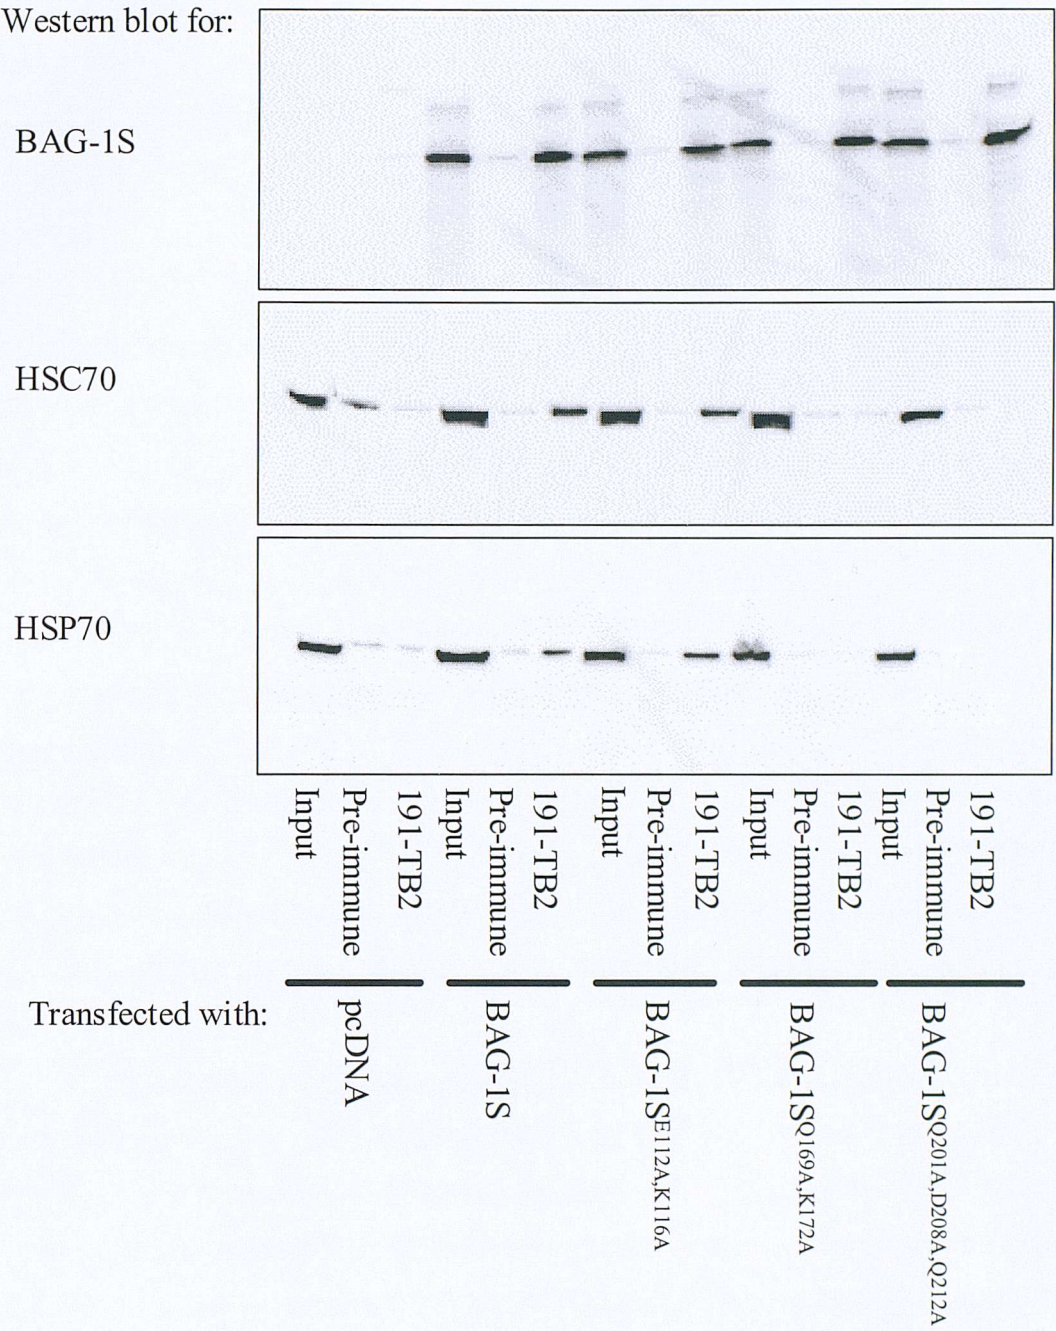 Western blot for:
BAG-1S
HSC70
HSP70
Input
Pre-immune
191-TB2
Input
Pre-immune
191-TB2
Input
Pre-immune
191-TB2
Input
Pre-immune
191-TB2
Input
Pre-immune
191-TB2
Transfected with:
pcDNA
BAG-1S
BAG-1SE112A,K116A
BAG-1SQ169A,K172A
BAG-1SQ201A,D208A,Q212A